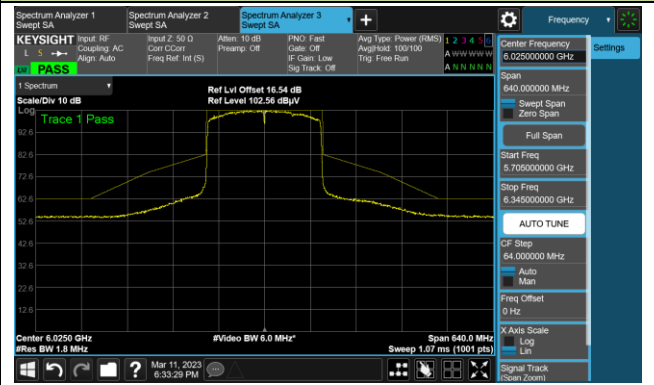 Spectrum Analyzer 1
Swept SA
Spectrum Analyzer 2
Swept SA
Spectrum Analyzer 3
Swept SA
+
Frequency
KEYSIGHT
L S
PASS
Input: RF
Coupling: AC
Align: Auto
Input Z: 50 Ω
Corr CCorr
Freq Ref: Int (S)
Atten: 10 dB
Preamp: Off
PNO: Fast
Gate: Off
IF Gain: Low
Sig Track: Off
Avg Type: Power (RMS)
Avg|Hold: 100/100
Trig: Free Run
1 2 3 4 5 6
A W W W W W
A N N N N N
1 Spectrum
Scale/Div 10 dB
Ref Lvl Offset 16.54 dB
Ref Level 102.56 dBµV
Log
Trace 1 Pass
92.6
82.6
72.6
62.6
52.6
42.6
32.6
22.6
12.6
Center 6.0250 GHz
#Res BW 1.8 MHz
#Video BW 6.0 MHz*
Span 640.0 MHz
Sweep 1.07 ms (1001 pts)
Center Frequency
6.025000000 GHz
Settings
Span
640.000000 MHz
Swept Span
Zero Span
Full Span
Start Freq
5.705000000 GHz
Stop Freq
6.345000000 GHz
AUTO TUNE
CF Step
64.000000 MHz
Auto
Man
Freq Offset
0 Hz
X Axis Scale
Log
Lin
Signal Track
(Span Zoom)
?
Mar 11, 2023
6:33:29 PM